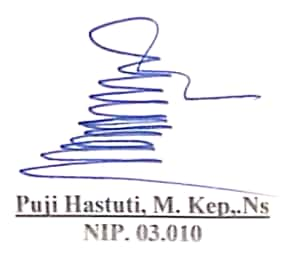 Puji Hastuti, M. Kep,.Ns
NIP. 03.010